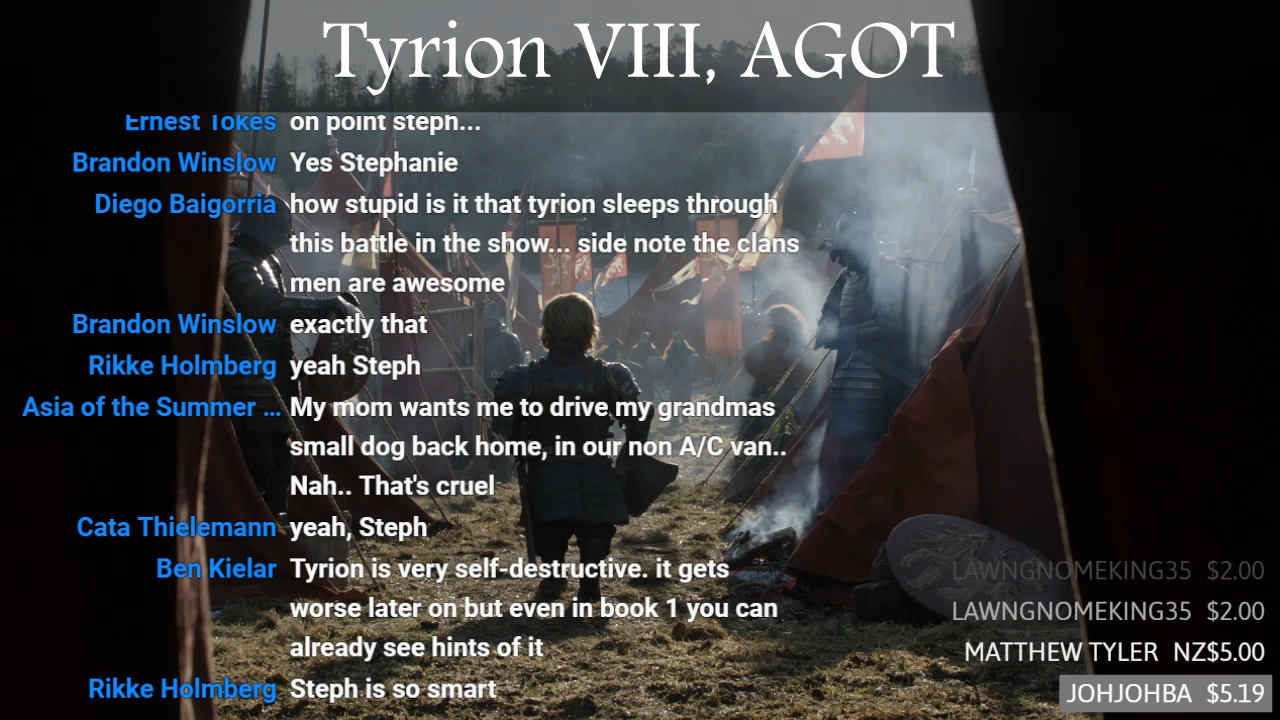 Tyrion VIII, AGOT
Ernest Tokes on point steph...
Brandon Winslow Yes Stephanie
Diego Baigorria how stupid is it that tyrion sleeps through
this battle in the show... side note the clans
men are awesome
Brandon Winslow exactly that
Rikke Holmberg yeah Steph
Asia of the Summer ... My mom wants me to drive my grandmas
small dog back home, in our non A/C van..
Nah.. That's cruel
Cata Thielemann yeah, Steph
Ben Kielar Tyrion is very self-destructive. it gets
worse later on but even in book 1 you can
already see hints of it
Rikke Holmberg Steph is so smart
LAWNGNOMEKING35 $2.00
LAWNGNOMEKING35 $2.00
MATTHEW TYLER NZ$5.00
JOHJOHBA $5.19